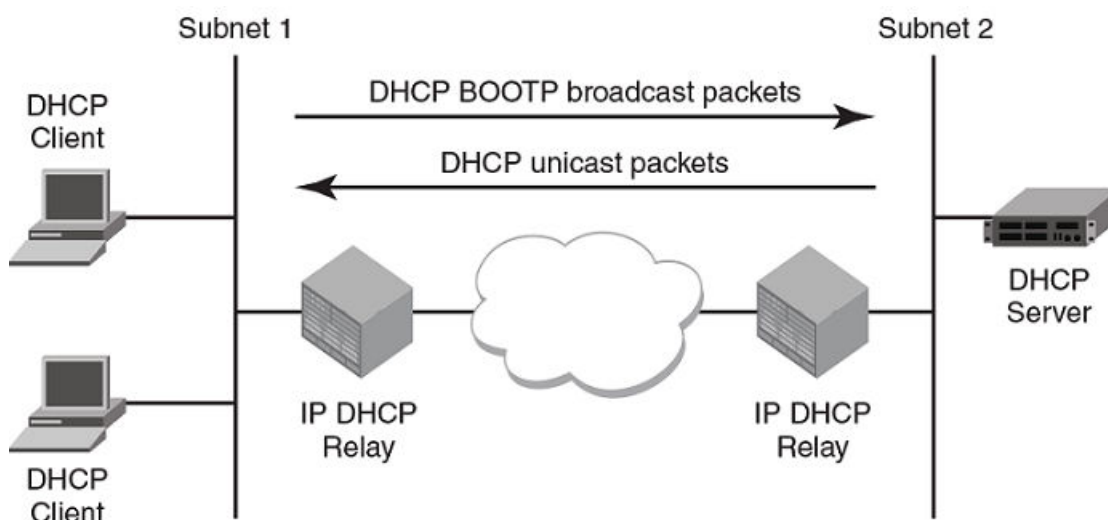 Subnet 1
Subnet 2
DHCP BOOTP broadcast packets
DHCP unicast packets
DHCP
Client
DHCP
Server
IP DHCP
Relay
IP DHCP
Relay
DHCP
Client